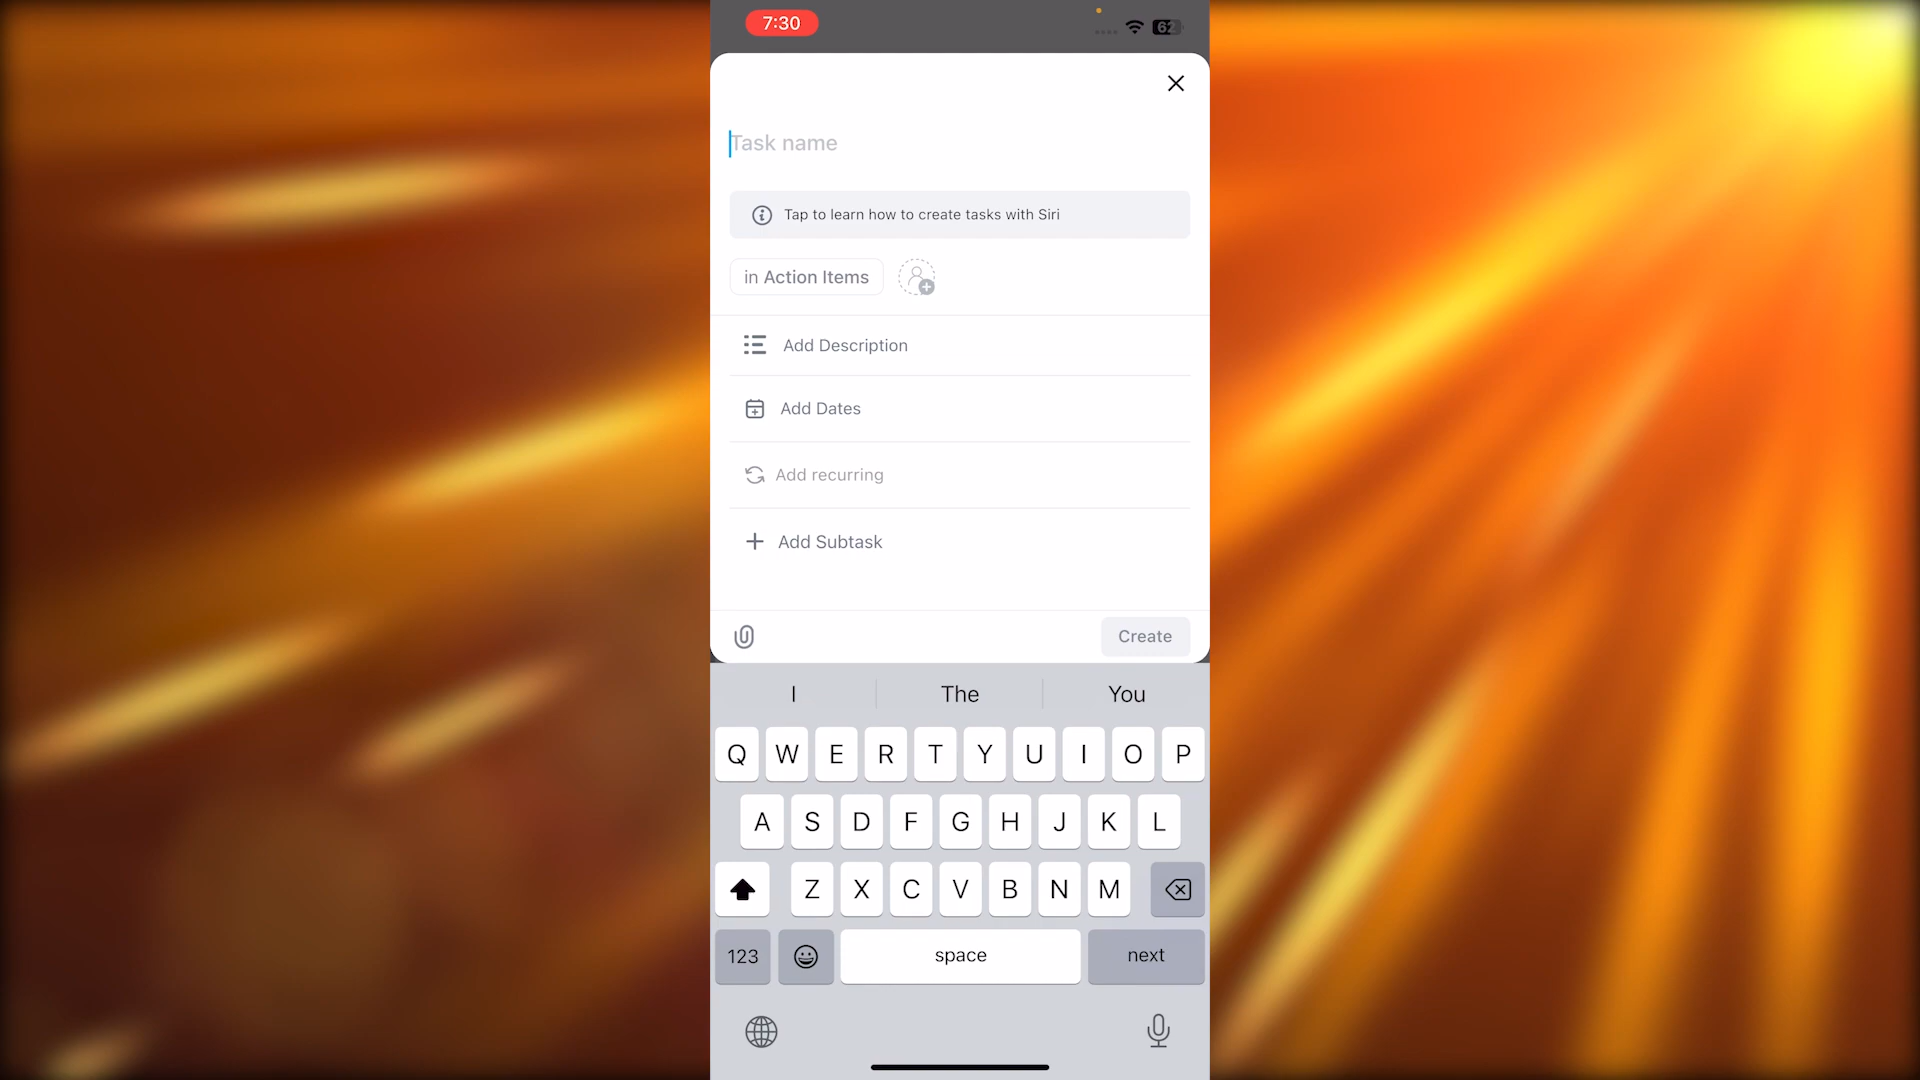 7:30
62
Task name
Tap to learn how to create tasks with Siri
in Action Items
Add Description
Add Dates
Add recurring
Add Subtask
Create
I The You
Q W E R T Y U I O P
A S D F G H J K L
Z X C V B N M
123 space next